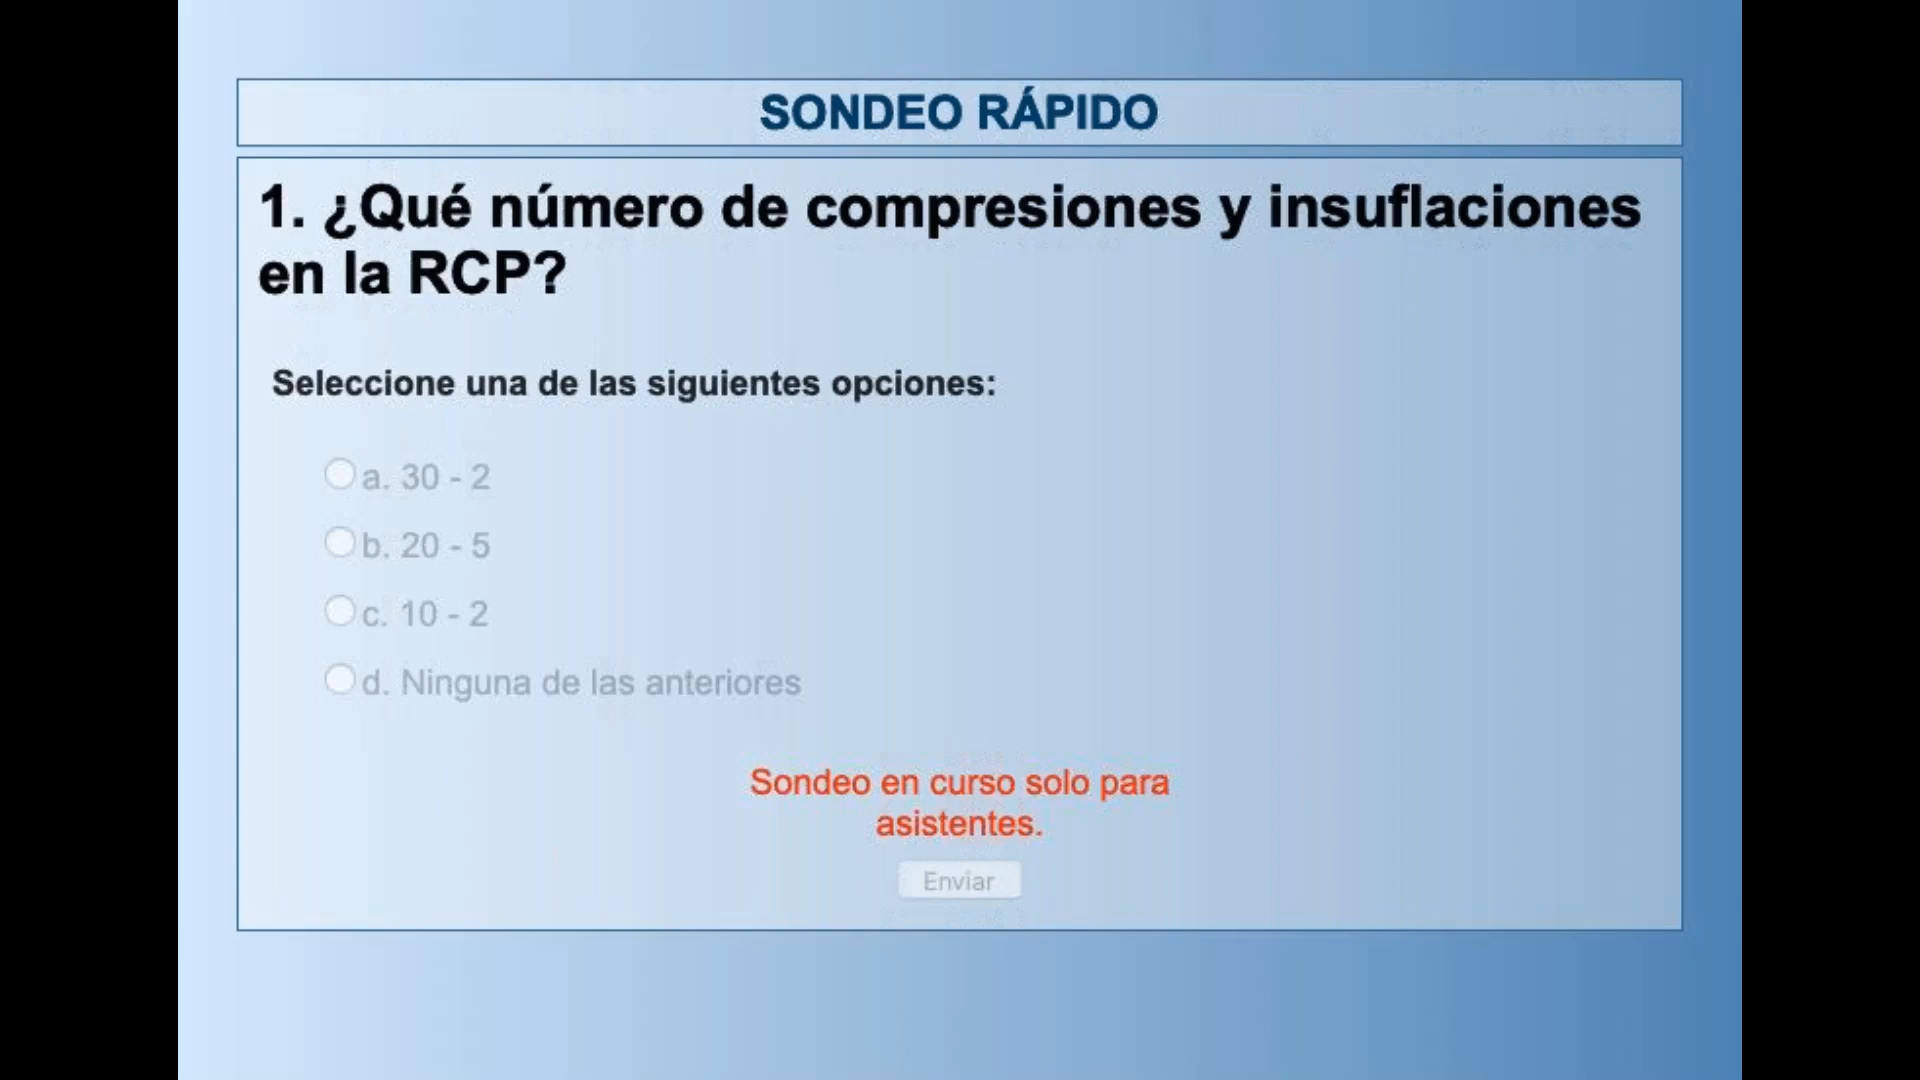 SONDEO RÁPIDO
1. ¿Qué número de compresiones y insuflaciones
en la RCP?
Seleccione una de las siguientes opciones:
a. 30 - 2
b. 20 - 5
c. 10 - 2
d. Ninguna de las anteriores
Sondeo en curso solo para
asistentes.
Enviar